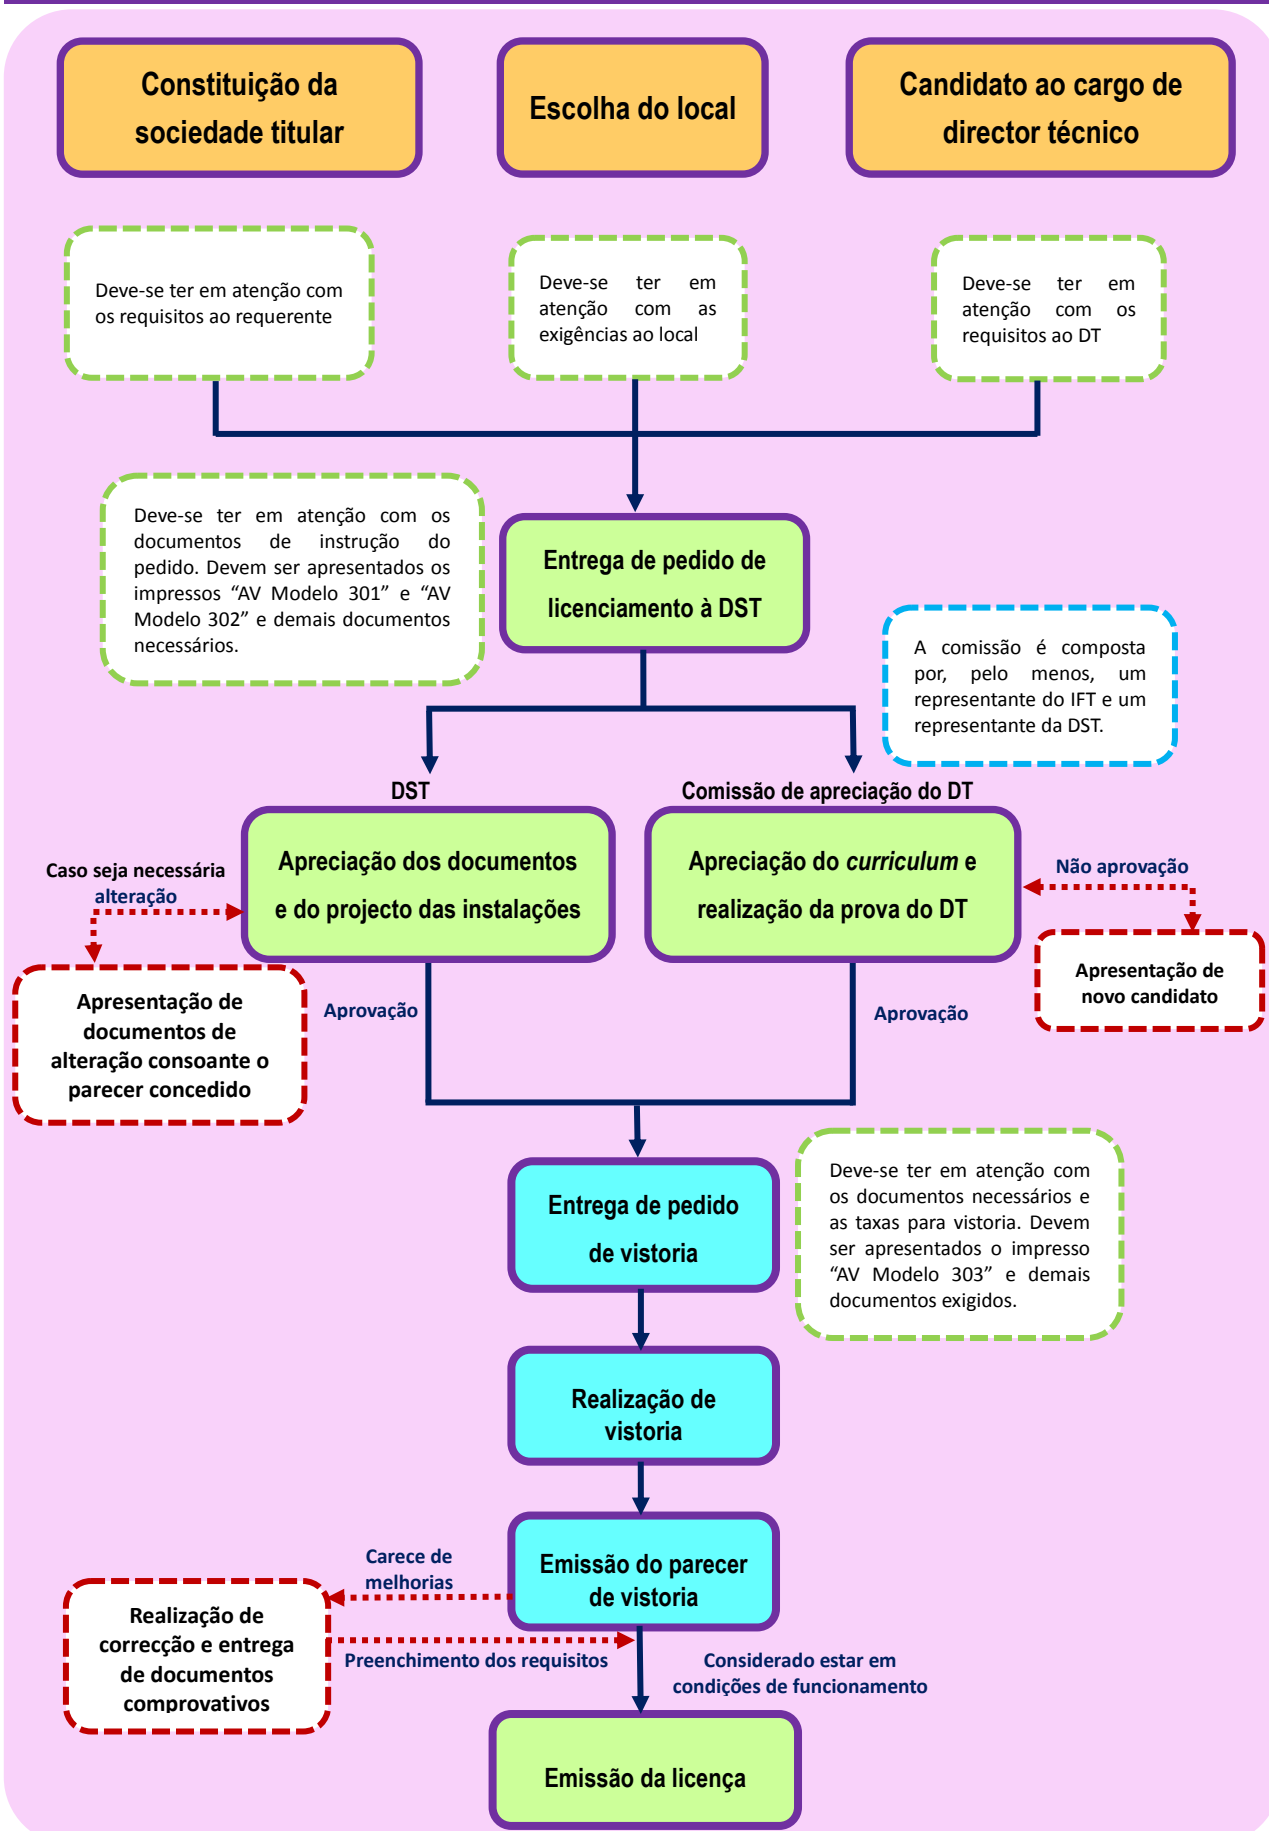 Constituição da
sociedade titular
Escolha do local
Candidato ao cargo de
director técnico
Deve-se ter em atenção com
os requisitos ao requerente
Deve-se ter em
atenção com as
exigências ao local
Deve-se ter em
atenção com os
requisitos ao DT
Deve-se ter em atenção com os
documentos de instrução do
pedido. Devem ser apresentados os
impressos “AV Modelo 301” e “AV
Modelo 302” e demais documentos
necessários.
Entrega de pedido de
licenciamento à DST
A comissão é composta
por, pelo menos, um
representante do IFT e um
representante da DST.
DST
Comissão de apreciação do DT
Apreciação dos documentos
e do projecto das instalações
Apreciação do curriculum e
realização da prova do DT
Caso seja necessária
alteração
Não aprovação
Apresentação de
documentos de
alteração consoante o
parecer concedido
Apresentação de
novo candidato
Aprovação
Aprovação
Entrega de pedido
de vistoria
Deve-se ter em atenção com
os documentos necessários e
as taxas para vistoria. Devem
ser apresentados o impresso
“AV Modelo 303” e demais
documentos exigidos.
Realização de
vistoria
Emissão do parecer
de vistoria
Carece de
melhorias
Realização de
correcção e entrega
de documentos
comprovativos
Preenchimento dos requisitos
Considerado estar em
condições de funcionamento
Emissão da licença